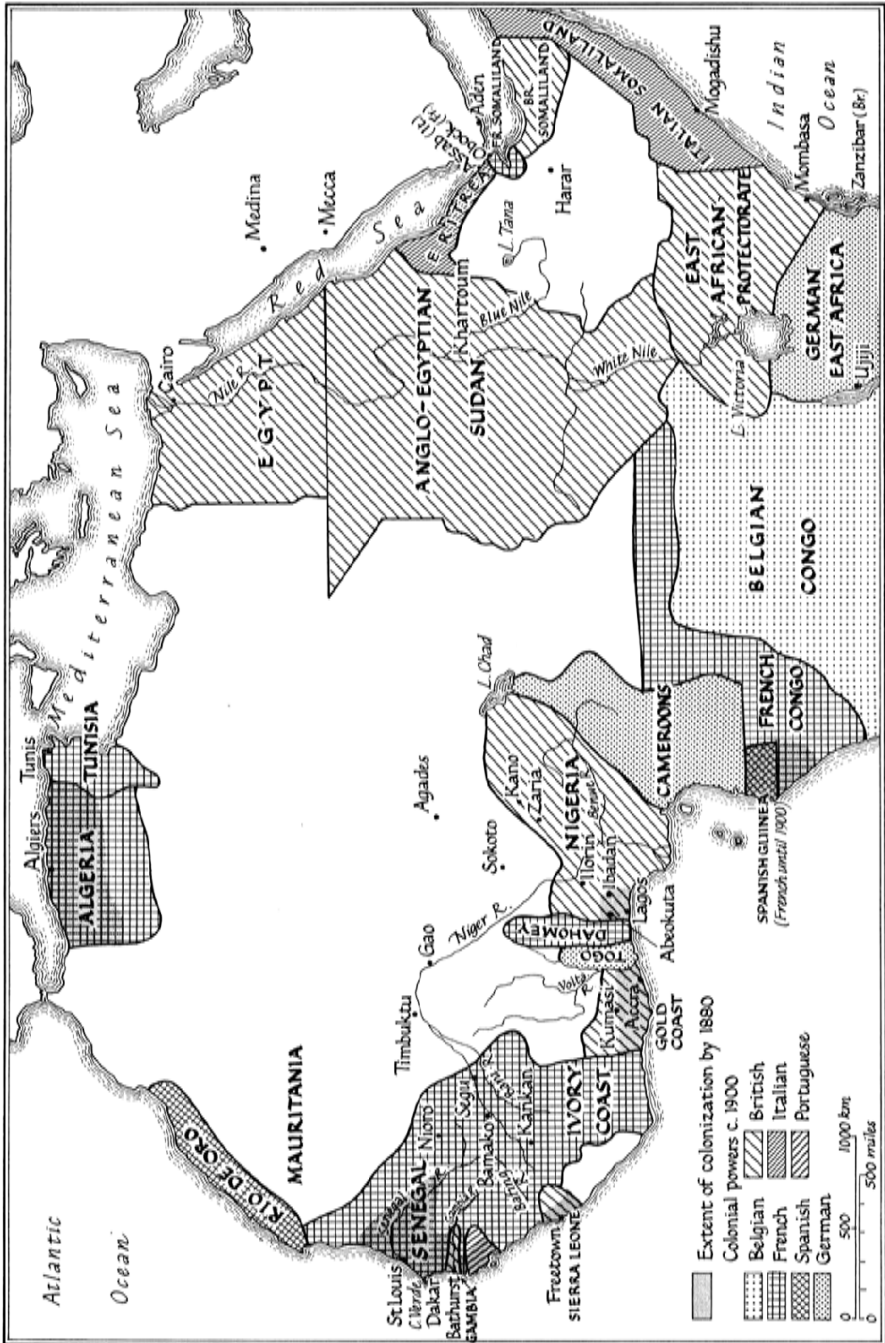 Atlantic
Ocean
Mediterranean Sea
Algiers
Tunis
ALGERIA
TUNISIA
Cairo
Nile R.
EGYPT
Red Sea
Medina
Mecca
RIO DE ORO
MAURITANIA
Timbuktu
Gao
Agades
L. Chad
ANGLO-EGYPTIAN
SUDAN
Khartoum
Blue Nile
White Nile
ERITREA
Assab (It)
Obock (Fr)
Aden
FR. SOMALILAND
BR.
SOMALILAND
L. Tana
Harar
ITALIAN SOMALILAND
Mogadishu
Indian
Ocean
St Louis
C. Verde
Dakar
Bathurst
GAMBIA
Senegal
SENEGAL
Nioro
Segu
Bamako
Bani R.
Kankan
Freetown
SIERRA LEONE
IVORY
COAST
Niger R.
Volta
R.
Kumasi
Accra
GOLD
COAST
TOGO
DAHOMEY
Sokoto
Kano
Zaria
NIGERIA
Benue R.
Ilorin
Ibadan
Lagos
Abeokuta
CAMEROONS
SPANISH GUINEA
(French until 1900)
FRENCH
CONGO
BELGIAN
CONGO
L. Victoria
EAST
AFRICAN
PROTECTORATE
GERMAN
EAST AFRICA
Ujiji
Mombasa
Zanzibar (Br.)
Extent of colonization by 1880
Colonial powers c. 1900
Belgian
French
Spanish
German
British
Italian
Portuguese
0 500 1000 km
0 500 miles